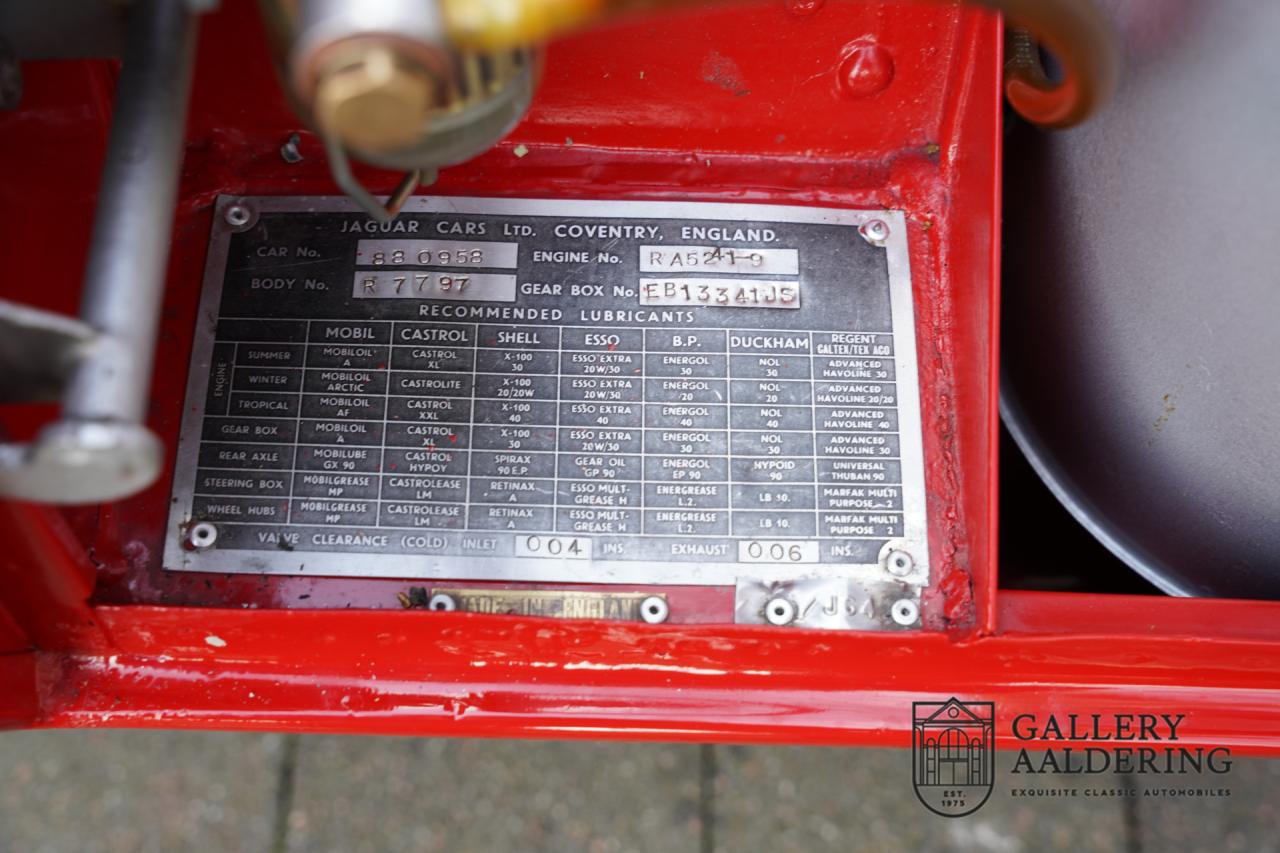 JAGUAR CARS LTD. COVENTRY, ENGLAND.
CAR No. 880958 ENGINE No. RA5241-9
BODY No. R 7797 GEAR BOX No. EB13341JS
RECOMMENDED LUBRICANTS
MOBIL CASTROL SHELL ESSO B.P. DUCKHAM REGENT CALTEX/TEXACO
ENGINE
SUMMER MOBILOIL A CASTROL XL X-100 30 ESSO EXTRA 20W/30 ENERGOL 30 NOL 30 ADVANCED HAVOLINE 30
WINTER MOBILOIL ARCTIC CASTROLITE X-100 20/20W ESSO EXTRA 20W/30 ENERGOL 20 NOL 20 ADVANCED HAVOLINE 20/20
TROPICAL MOBILOIL AF CASTROL XXL X-100 40 ESSO EXTRA 40 ENERGOL 40 NOL 40 ADVANCED HAVOLINE 40
GEAR BOX MOBILOIL A CASTROL XL X-100 30 ESSO EXTRA 20W/30 ENERGOL 30 NOL 30 ADVANCED HAVOLINE 30
REAR AXLE MOBILUBE GX 90 CASTROL HYPOY SPIRAX 90 E.P. GEAR OIL GP 90 ENERGOL EP 90 HYPOID 90 UNIVERSAL THUBAN 90
STEERING BOX MOBILGREASE MP CASTROLEASE LM RETINAX A ESSO MULT-GREASE H ENERGREASE L.2. LB 10. MARFAK MULTI PURPOSE 2
WHEEL HUBS MOBILGREASE MP CASTROLEASE LM RETINAX A ESSO MULT-GREASE H ENERGREASE L.2. LB 10. MARFAK MULTI PURPOSE 2
VALVE CLEARANCE (COLD) INLET 004 INS. EXHAUST 006 INS.
MADE IN ENGLAND
/J64
GALLERY
AALDERING
EXQUISITE CLASSIC AUTOMOBILES
EST.
1975